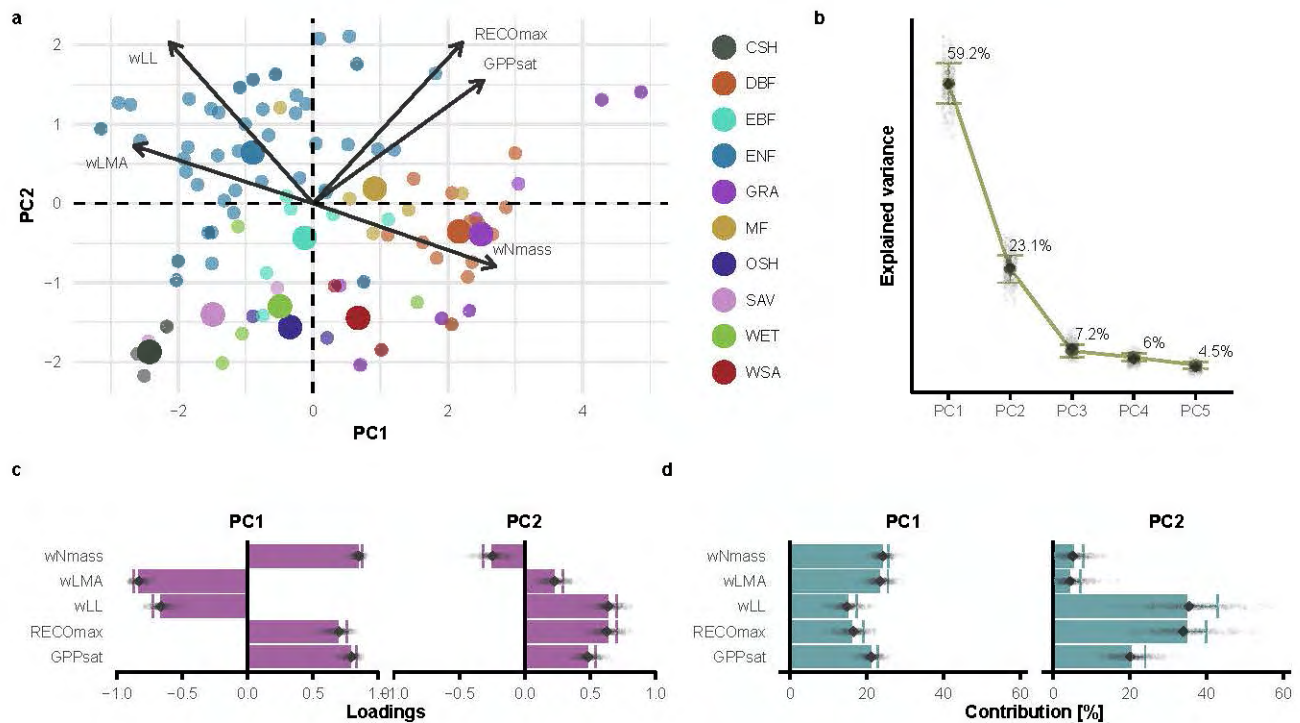 a
2
1
0
−1
−2
PC2
−2
0
2
4
PC1
wLL
wLMA
RECOmax
GPPsat
wNmass
CSH
DBF
EBF
ENF
GRA
MF
OSH
SAV
WET
WSA
b
Explained variance
59.2%
23.1%
7.2%
6%
4.5%
PC1 PC2 PC3 PC4 PC5
c
PC1 PC2
wNmass
wLMA
wLL
RECOmax
GPPsat
−1.0 −0.5 0.0 0.5 1.0 −0.5 0.0 0.5 1.0
Loadings
d
PC1 PC2
wNmass
wLMA
wLL
RECOmax
GPPsat
0 20 40 60 0 20 40 60
Contribution [%]